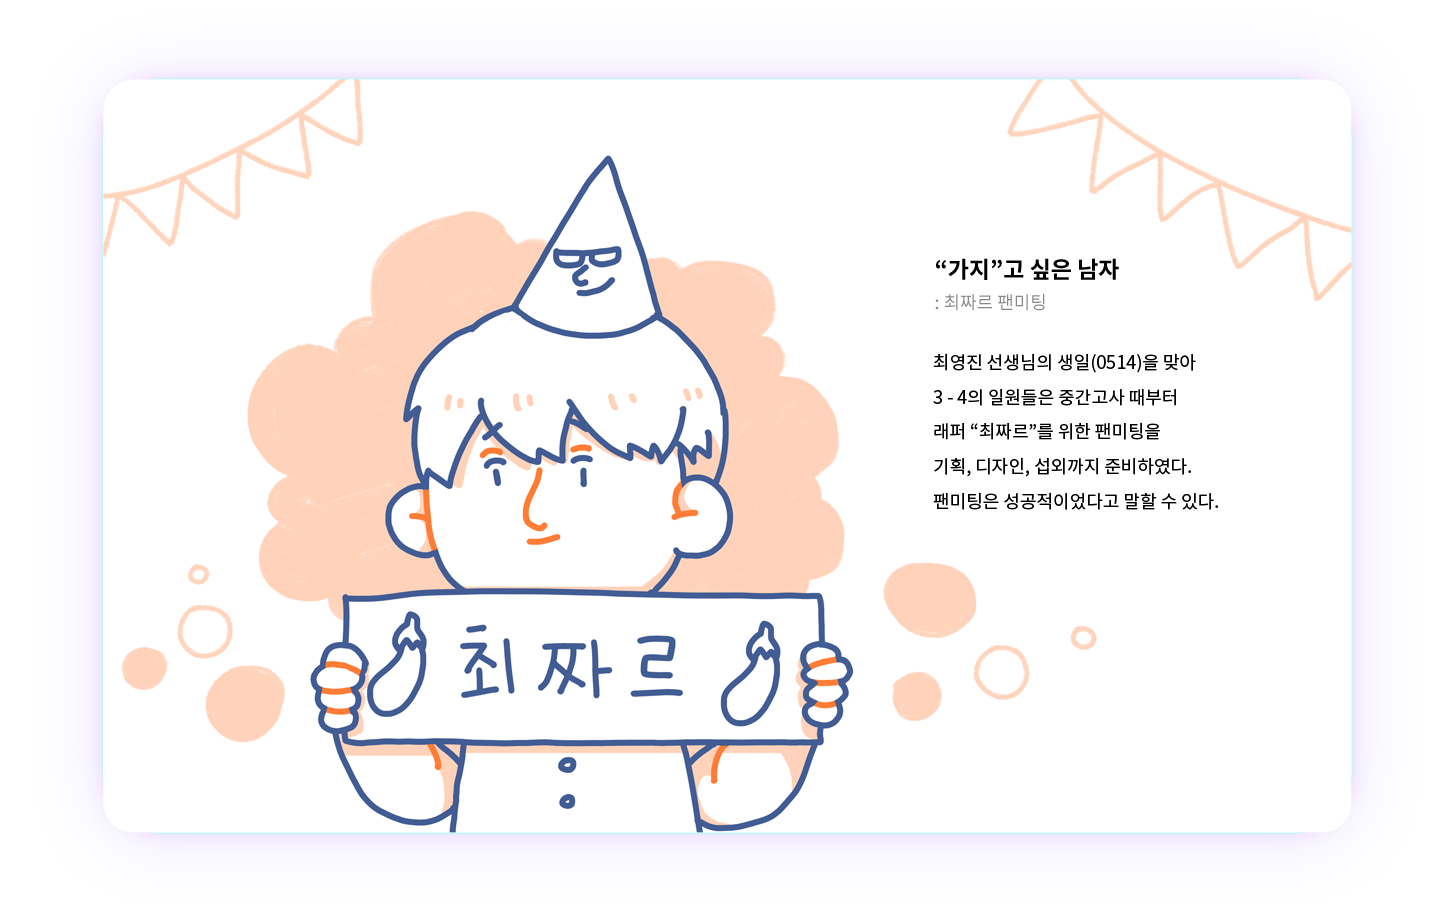 “가지”고 싶은 남자
: 최짜르 팬미팅
최영진 선생님의 생일(0514)을 맞아
3 - 4의 일원들은 중간고사 때부터
래퍼 “최짜르”를 위한 팬미팅을
기획, 디자인, 섭외까지 준비하였다.
팬미팅은 성공적이었다고 말할 수 있다.
최짜르